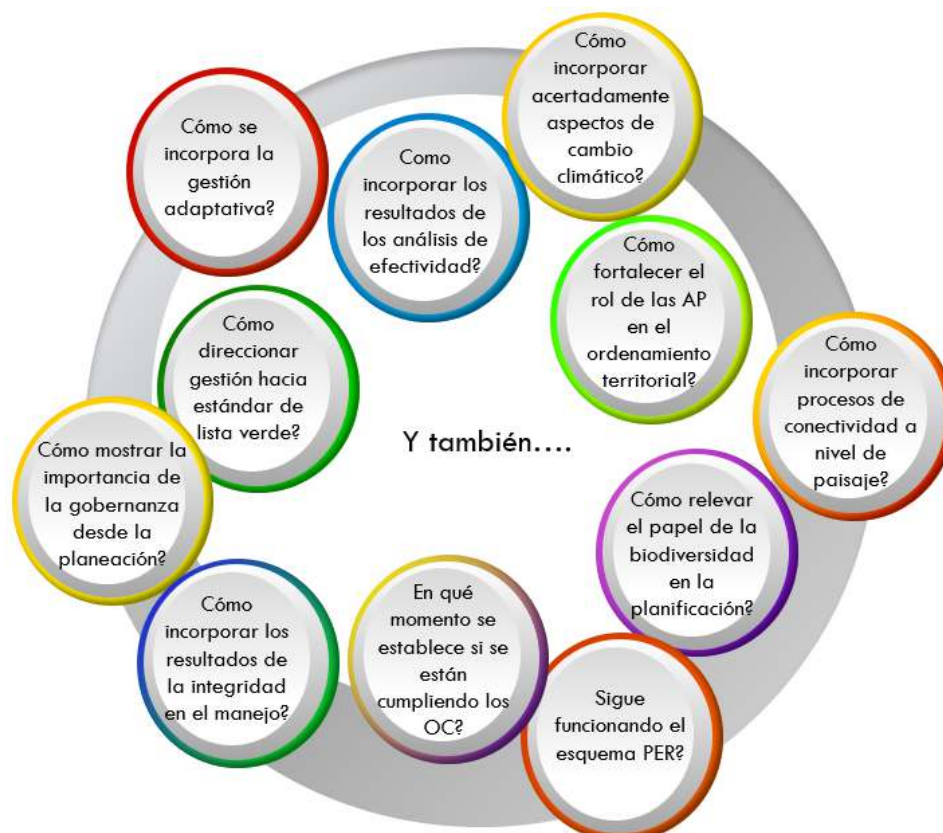 Cómo
incorporar
acertadamente
aspectos de
cambio
climático?
Cómo se
incorpora la
gestión
adaptativa?
Como
incorporar los
resultados de
los análisis de
efectividad?
Cómo
fortalecer el
rol de las AP
en el
ordenamiento
territorial?
Cómo
direccionar
gestión hacia
estándar de
lista verde?
Cómo
incorporar
procesos de
conectividad a
nivel de
paisaje?
Y también....
Cómo mostrar la
importancia de
la gobernanza
desde la
planeación?
Cómo relevar
el papel de la
biodiversidad
en la
planificación?
Cómo
incorporar los
resultados de
la integridad
en el manejo?
En qué
momento se
establece si se
están
cumpliendo los
OC?
Sigue
funcionando el
esquema PER?